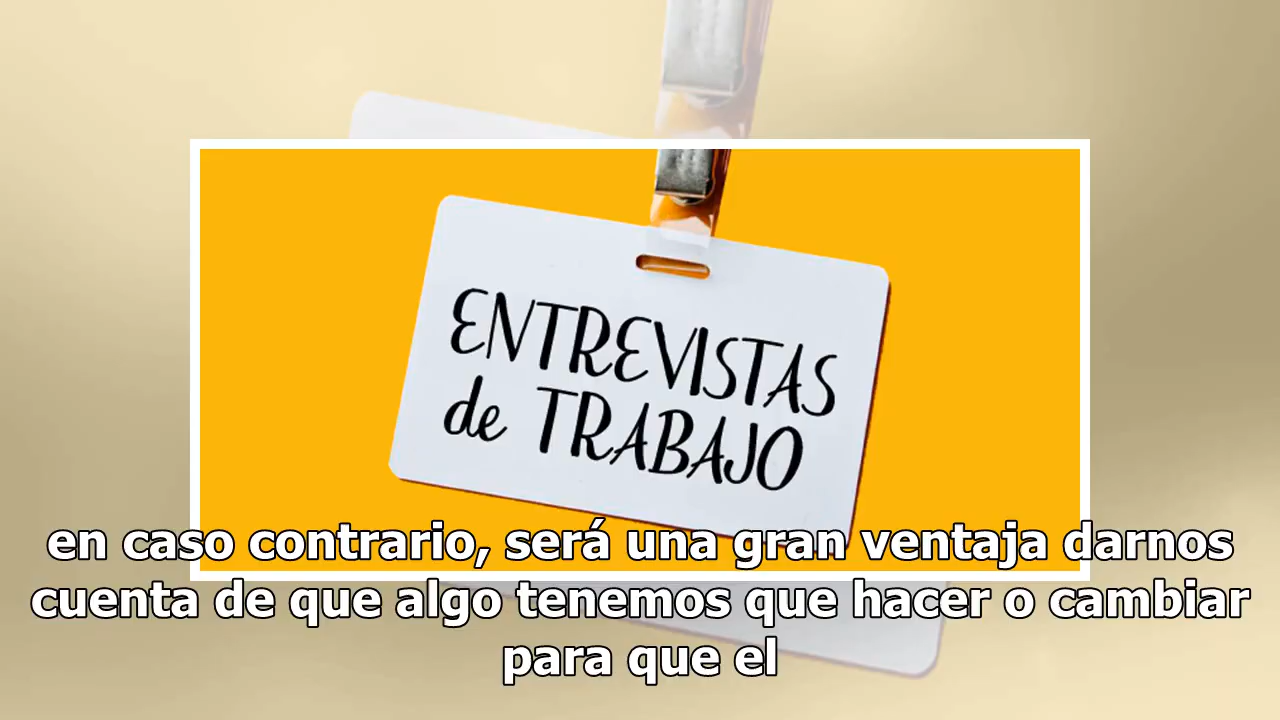 ENTREVISTAS
de TRABAJO
en caso contrario, será una gran ventaja darnos
cuenta de que algo tenemos que hacer o cambiar
para que el